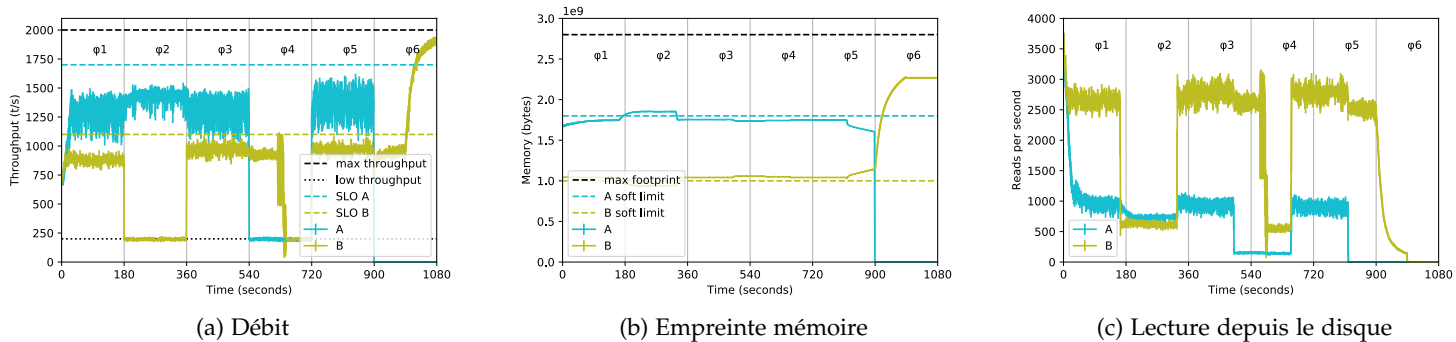 Throughput (t/s)
2000
1750
1500
1250
1000
750
500
250
0
φ1 φ2 φ3 φ4 φ5 φ6
max throughput
low throughput
SLO A
SLO B
A
B
0 180 360 540 720 900 1080
Time (seconds)
(a) Débit
1e9
Memory (bytes)
3.0
2.5
2.0
1.5
1.0
0.5
0.0
φ1 φ2 φ3 φ4 φ5 φ6
max footprint
A soft limit
B soft limit
A
B
0 180 360 540 720 900 1080
Time (seconds)
(b) Empreinte mémoire
Reads per second
4000
3500
3000
2500
2000
1500
1000
500
0
φ1 φ2 φ3 φ4 φ5 φ6
A
B
0 180 360 540 720 900 1080
Time (seconds)
(c) Lecture depuis le disque